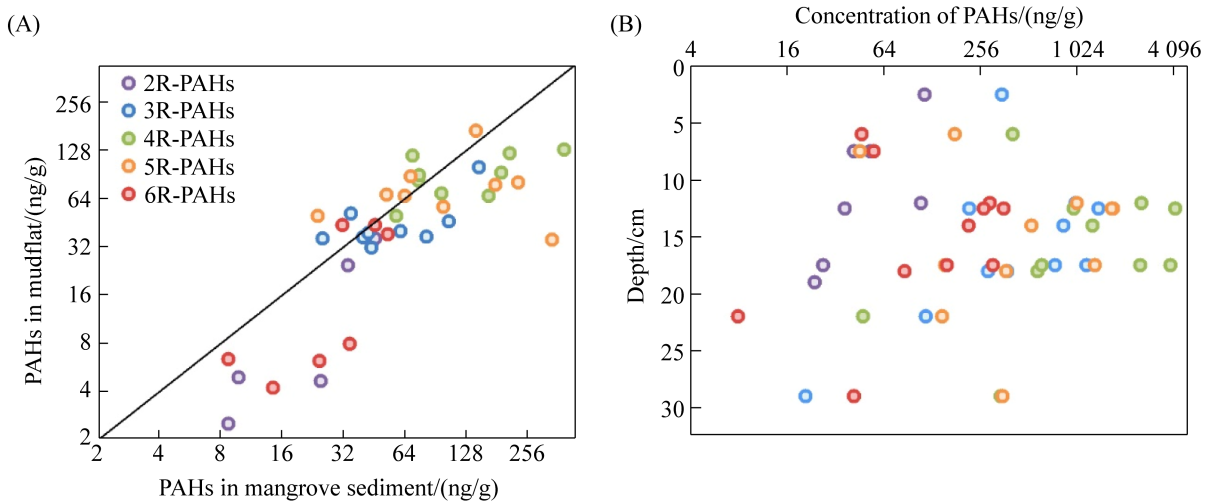 (A)
256
128
64
32
16
8
4
2
PAHs in mudflat/(ng/g)
2R-PAHs
3R-PAHs
4R-PAHs
5R-PAHs
6R-PAHs
2 4 8 16 32 64 128 256
PAHs in mangrove sediment/(ng/g)
(B)
Concentration of PAHs/(ng/g)
4 16 64 256 1 024 4 096
0
5
10
15
20
25
30
Depth/cm